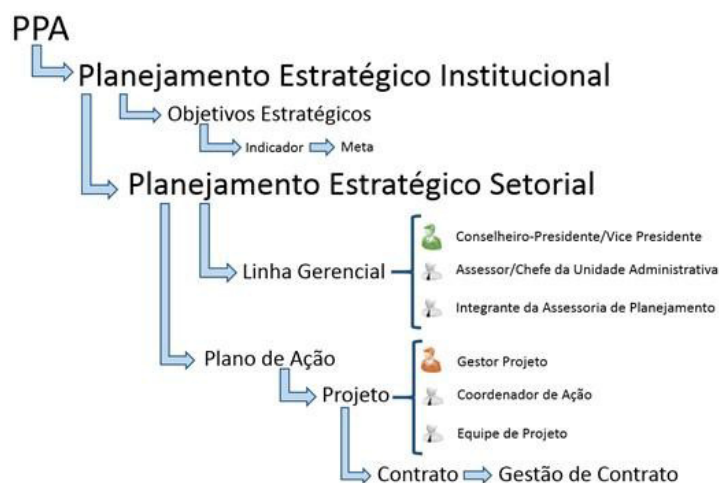 PPA
Planejamento Estratégico Institucional
Objetivos Estratégicos
Indicador
Meta
Planejamento Estratégico Setorial
Linha Gerencial
Conselheiro-Presidente/Vice Presidente
Assessor/Chefe da Unidade Administrativa
Integrante da Assessoria de Planejamento
Plano de Ação
Projeto
Gestor Projeto
Coordenador de Ação
Equipe de Projeto
Contrato
Gestão de Contrato